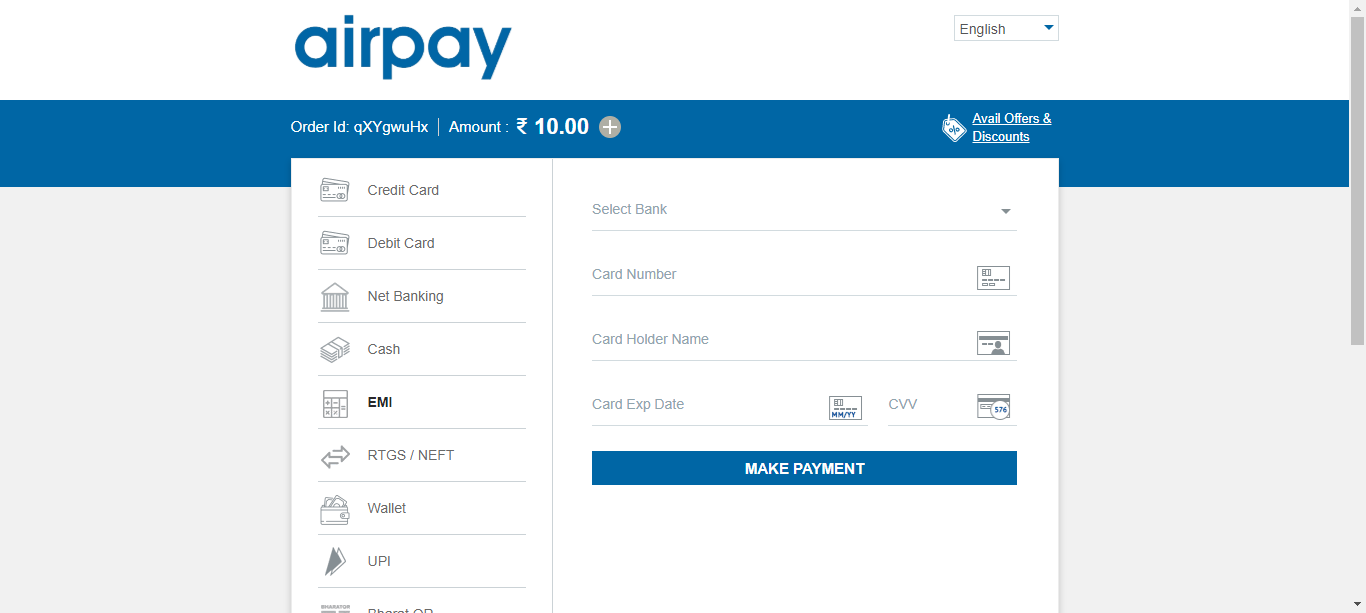 airpay
English
Order Id: qXYgwuHx
Amount : ₹ 10.00
Avail Offers &
Discounts
Credit Card
Debit Card
Net Banking
Cash
EMI
RTGS / NEFT
Wallet
UPI
BHARATQR
Bharat QR
Select Bank
Card Number
Card Holder Name
Card Exp Date
MM/YY
CVV
576
MAKE PAYMENT